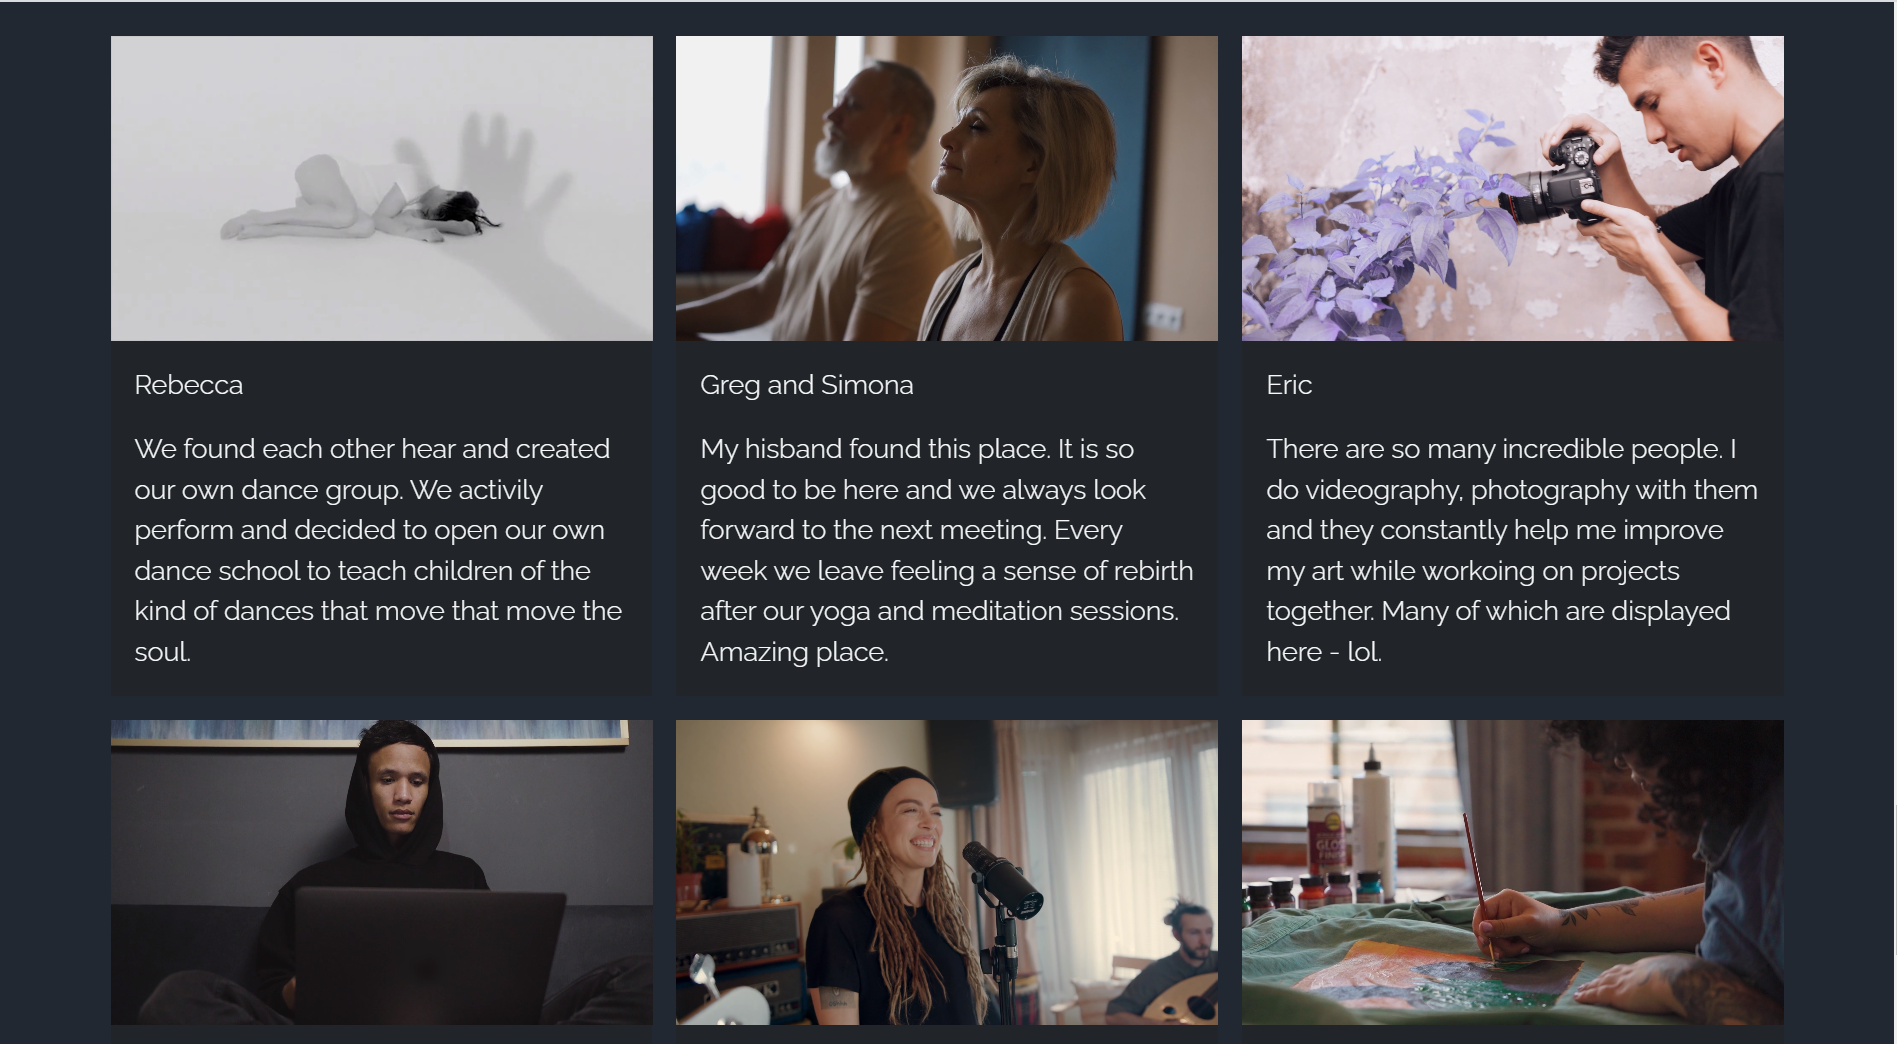 Rebecca
We found each other hear and created
our own dance group. We activily
perform and decided to open our own
dance school to teach children of the
kind of dances that move that move the
soul.
Greg and Simona
My hisband found this place. It is so
good to be here and we always look
forward to the next meeting. Every
week we leave feeling a sense of rebirth
after our yoga and meditation sessions.
Amazing place.
Eric
There are so many incredible people. I
do videography, photography with them
and they constantly help me improve
my art while workoing on projects
together. Many of which are displayed
here - lol.